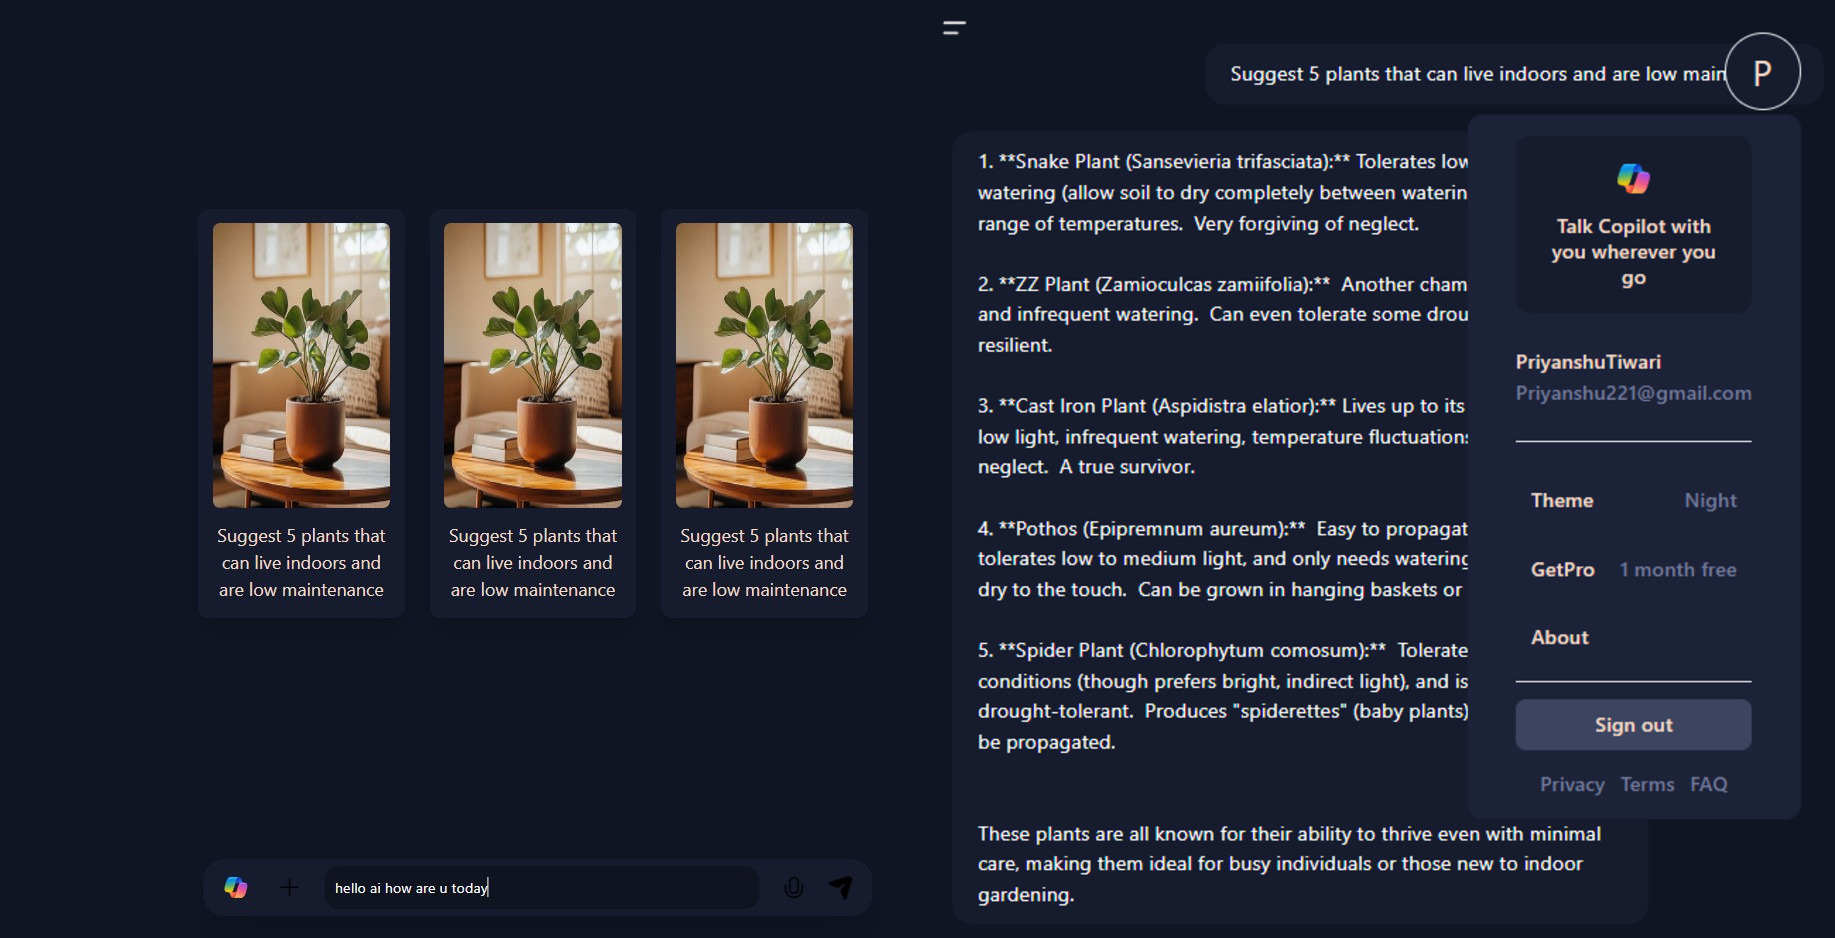 Suggest 5 plants that
can live indoors and
are low maintenance
Suggest 5 plants that
can live indoors and
are low maintenance
Suggest 5 plants that
can live indoors and
are low maintenance
hello ai how are u today
Suggest 5 plants that can live indoors and are low main
P
1. **Snake Plant (Sansevieria trifasciata):** Tolerates low
watering (allow soil to dry completely between waterin
range of temperatures.  Very forgiving of neglect.
2. **ZZ Plant (Zamioculcas zamiifolia):**  Another cham
and infrequent watering.  Can even tolerate some drou
resilient.
3. **Cast Iron Plant (Aspidistra elatior):** Lives up to its
low light, infrequent watering, temperature fluctuations
neglect.  A true survivor.
4. **Pothos (Epipremnum aureum):**  Easy to propagat
tolerates low to medium light, and only needs watering
dry to the touch.  Can be grown in hanging baskets or
5. **Spider Plant (Chlorophytum comosum):**  Tolerate
conditions (though prefers bright, indirect light), and is
drought-tolerant.  Produces "spiderettes" (baby plants)
be propagated.
These plants are all known for their ability to thrive even with minimal
care, making them ideal for busy individuals or those new to indoor
gardening.
Talk Copilot with
you wherever you
go
PriyanshuTiwari
Priyanshu221@gmail.com
Theme Night
GetPro 1 month free
About
Sign out
Privacy Terms FAQ